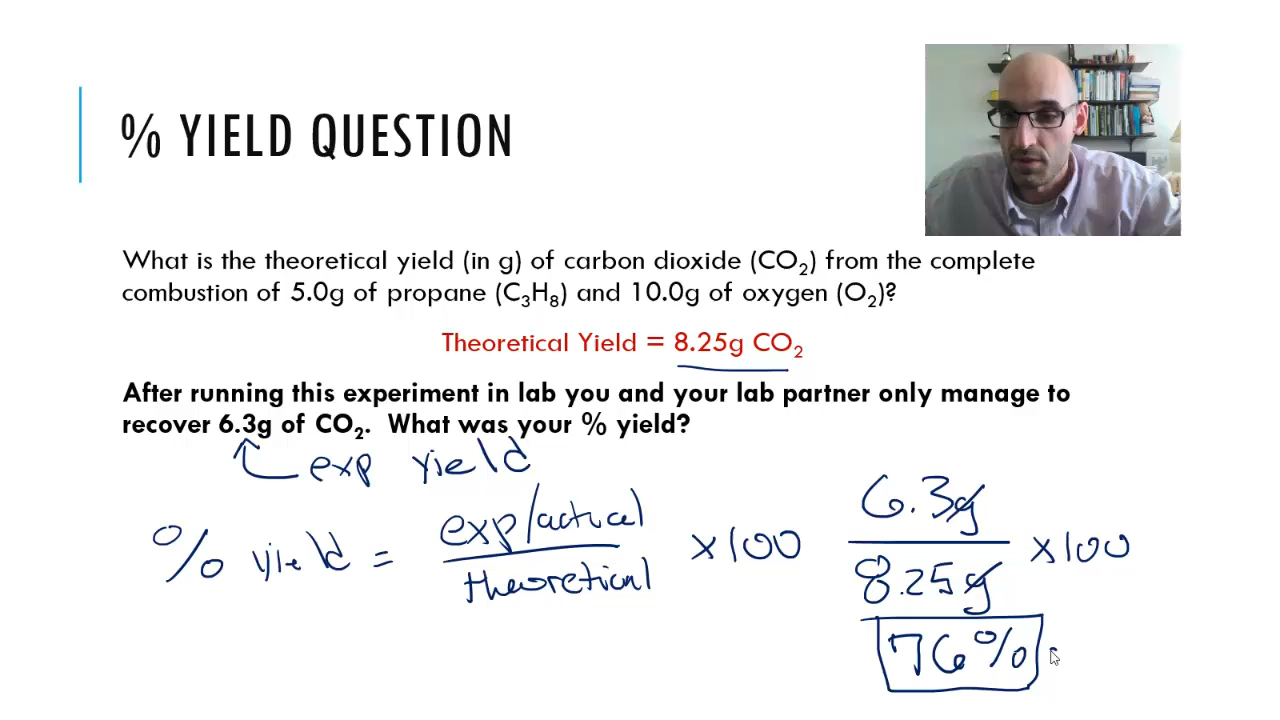 % YIELD QUESTION
What is the theoretical yield (in g) of carbon dioxide (CO₂) from the complete
combustion of 5.0g of propane (C₃H₈) and 10.0g of oxygen (O₂)?
Theoretical Yield = 8.25g CO₂
After running this experiment in lab you and your lab partner only manage to
recover 6.3g of CO₂. What was your % yield?
exp yield
% yield = exp/actual / theoretical x100
6.3g / 8.25g x100
76%